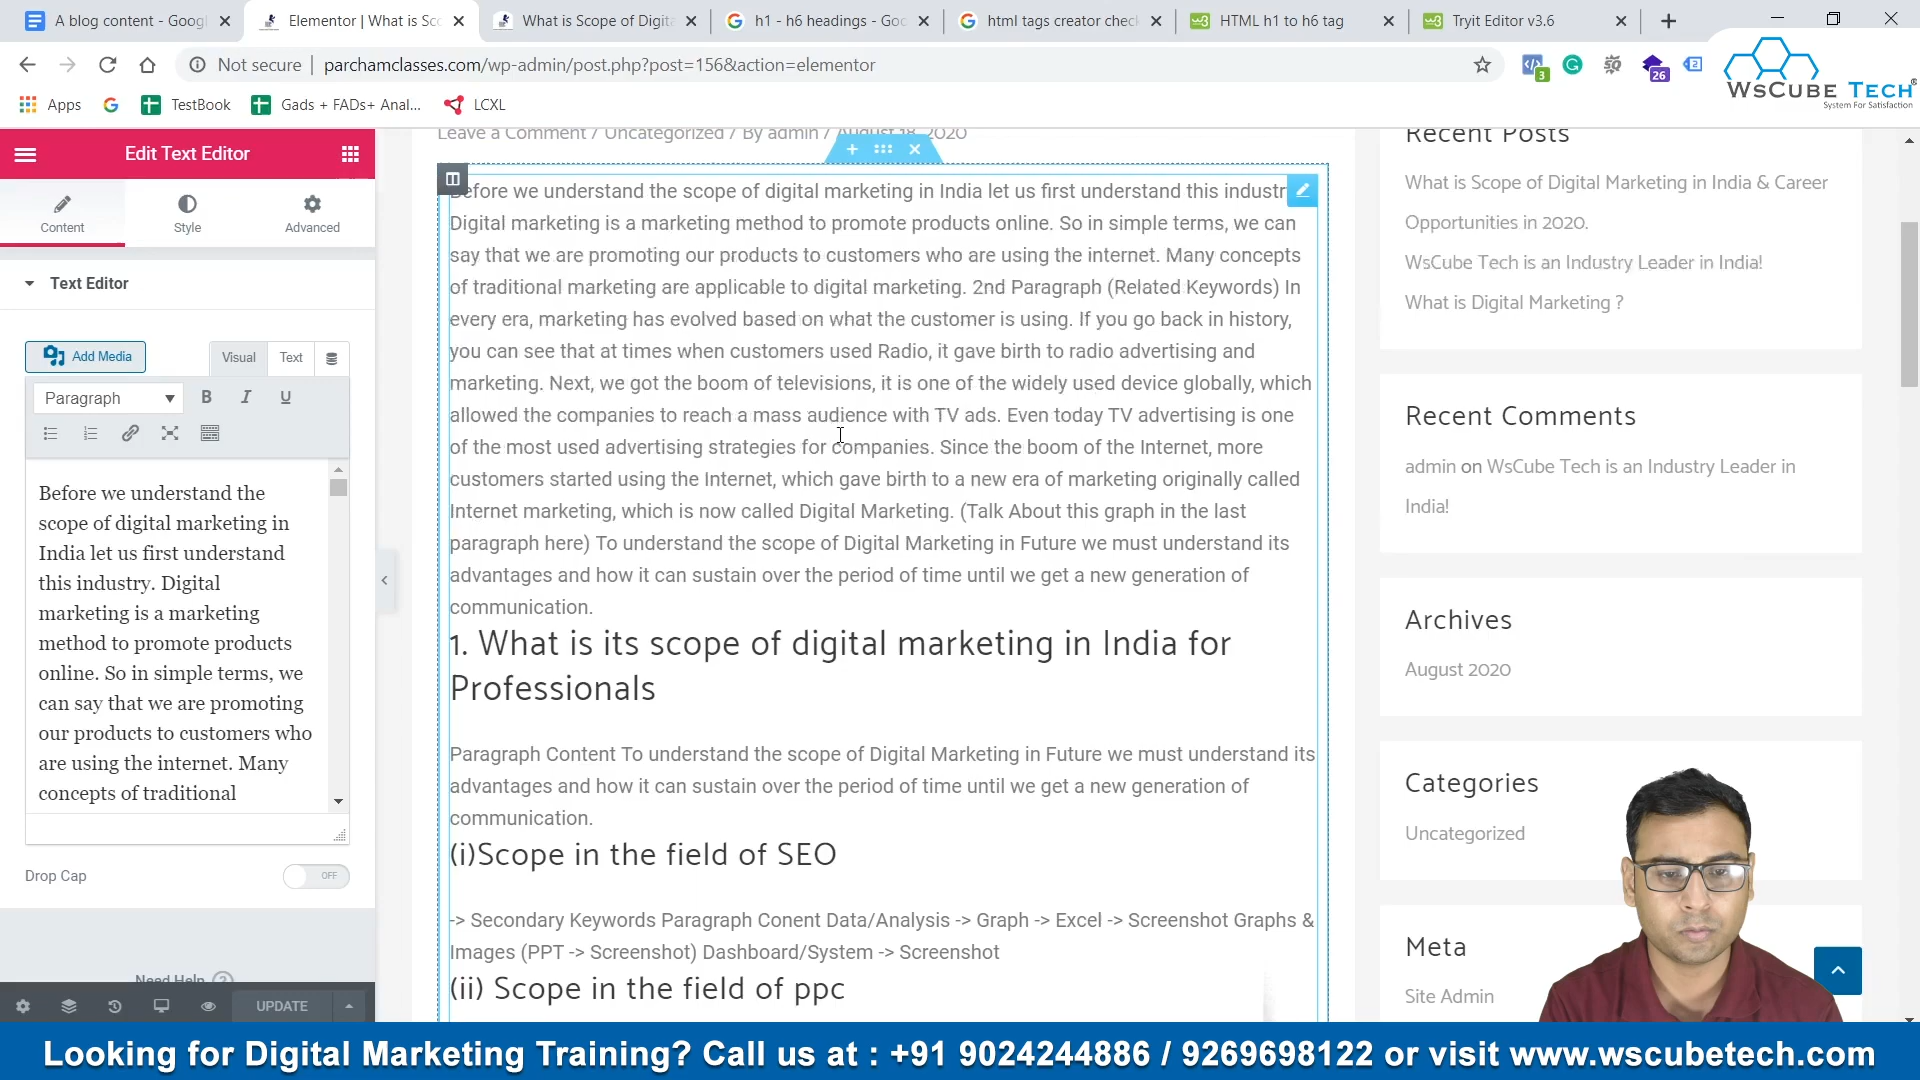 A blog content - Googl
Elementor | What is Sco
What is Scope of Digita
h1 - h6 headings - Goo
html tags creator check
HTML h1 to h6 tag
Tryit Editor v3.6
Not secure | parchamclasses.com/wp-admin/post.php?post=156&action=elementor
3
26
2
WsCube Tech
System For Satisfaction
Apps
TestBook
Gads + FADs+ Anal...
LCXL
Edit Text Editor
Content
Style
Advanced
Text Editor
Add Media
Visual
Text
Paragraph
B
I
U
Before we understand the
scope of digital marketing in
India let us first understand
this industry. Digital
marketing is a marketing
method to promote products
online. So in simple terms, we
can say that we are promoting
our products to customers who
are using the internet. Many
concepts of traditional
Drop Cap
OFF
Need Help
UPDATE
Leave a Comment / Uncategorized / By admin / August 18, 2020
Before we understand the scope of digital marketing in India let us first understand this industr
Digital marketing is a marketing method to promote products online. So in simple terms, we can
say that we are promoting our products to customers who are using the internet. Many concepts
of traditional marketing are applicable to digital marketing. 2nd Paragraph (Related Keywords) In
every era, marketing has evolved based on what the customer is using. If you go back in history,
you can see that at times when customers used Radio, it gave birth to radio advertising and
marketing. Next, we got the boom of televisions, it is one of the widely used device globally, which
allowed the companies to reach a mass audience with TV ads. Even today TV advertising is one
of the most used advertising strategies for companies. Since the boom of the Internet, more
customers started using the Internet, which gave birth to a new era of marketing originally called
Internet marketing, which is now called Digital Marketing. (Talk About this graph in the last
paragraph here) To understand the scope of Digital Marketing in Future we must understand its
advantages and how it can sustain over the period of time until we get a new generation of
communication.
1. What is its scope of digital marketing in India for
Professionals
Paragraph Content To understand the scope of Digital Marketing in Future we must understand its
advantages and how it can sustain over the period of time until we get a new generation of
communication.
(i)Scope in the field of SEO
-> Secondary Keywords Paragraph Conent Data/Analysis -> Graph -> Excel -> Screenshot Graphs &
Images (PPT -> Screenshot) Dashboard/System -> Screenshot
(ii) Scope in the field of ppc
Recent Posts
What is Scope of Digital Marketing in India & Career
Opportunities in 2020.
WsCube Tech is an Industry Leader in India!
What is Digital Marketing ?
Recent Comments
admin on WsCube Tech is an Industry Leader in
India!
Archives
August 2020
Categories
Uncategorized
Meta
Site Admin
Looking for Digital Marketing Training? Call us at : +91 9024244886 / 9269698122 or visit www.wscubetech.com